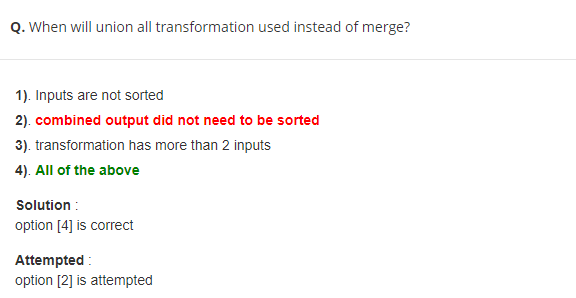 Q. When will union all transformation used instead of merge?
1). Inputs are not sorted
2). combined output did not need to be sorted
3). transformation has more than 2 inputs
4). All of the above
Solution :
option [4] is correct
Attempted :
option [2] is attempted